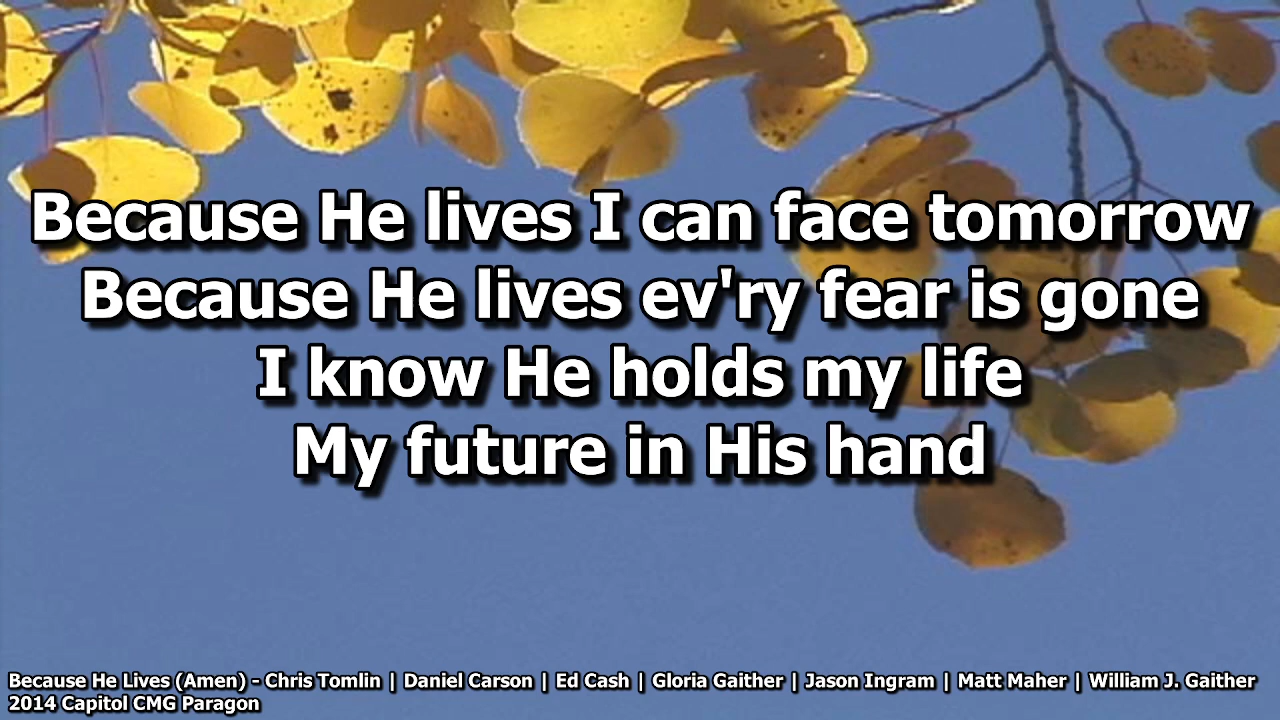 Because He lives I can face tomorrow
Because He lives ev'ry fear is gone
I know He holds my life
My future in His hand
Because He Lives (Amen) - Chris Tomlin | Daniel Carson | Ed Cash | Gloria Gaither | Jason Ingram | Matt Maher | William J. Gaither
2014 Capitol CMG Paragon